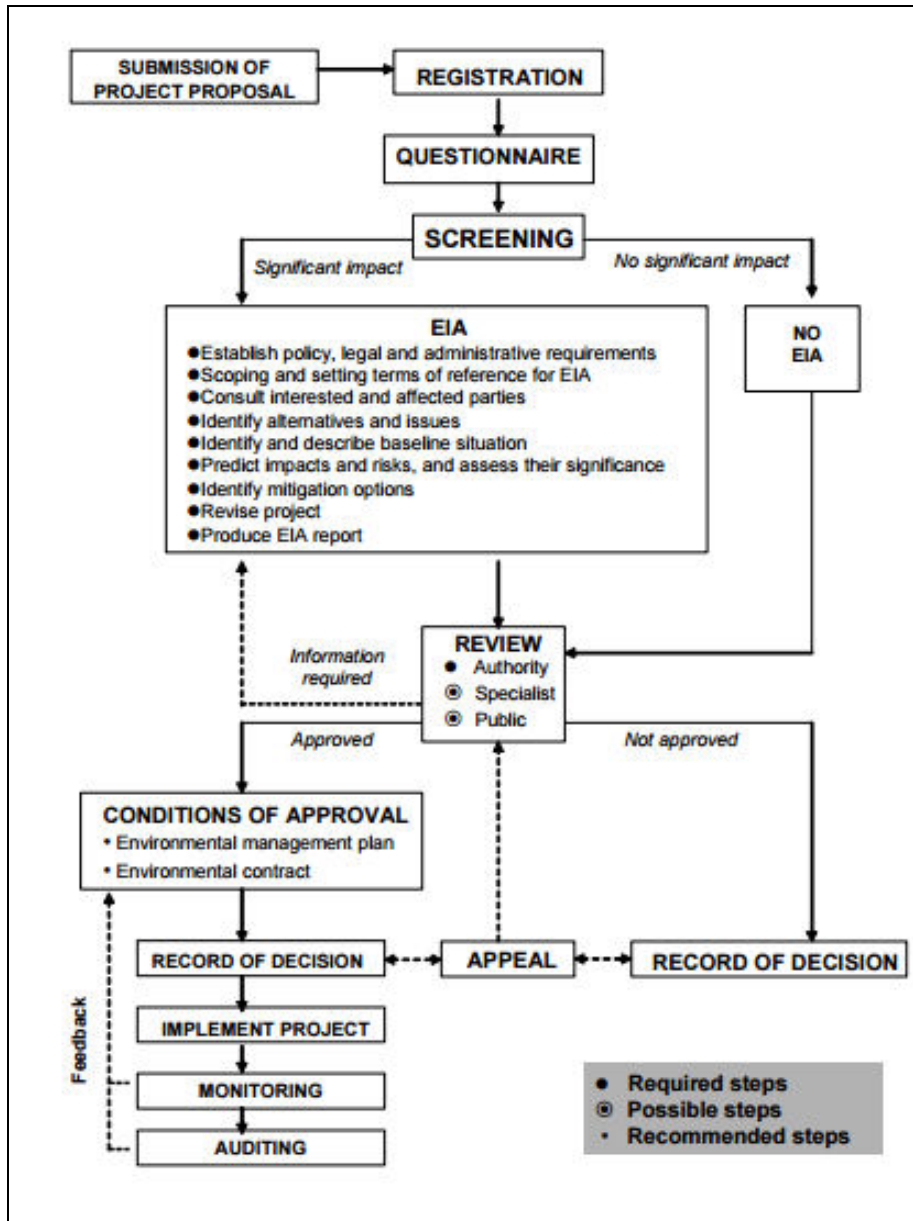 SUBMISSION OF
PROJECT PROPOSAL
REGISTRATION
QUESTIONNAIRE
SCREENING
Significant impact
No significant impact
EIA
●Establish policy, legal and administrative requirements
●Scoping and setting terms of reference for EIA
●Consult interested and affected parties
●Identify alternatives and issues
●Identify and describe baseline situation
●Predict impacts and risks, and assess their significance
●Identify mitigation options
●Revise project
●Produce EIA report
NO
EIA
REVIEW
● Authority
◉ Specialist
◉ Public
Information
required
Approved
Not approved
CONDITIONS OF APPROVAL
• Environmental management plan
• Environmental contract
RECORD OF DECISION
APPEAL
RECORD OF DECISION
IMPLEMENT PROJECT
MONITORING
AUDITING
Feedback
● Required steps
◉ Possible steps
• Recommended steps